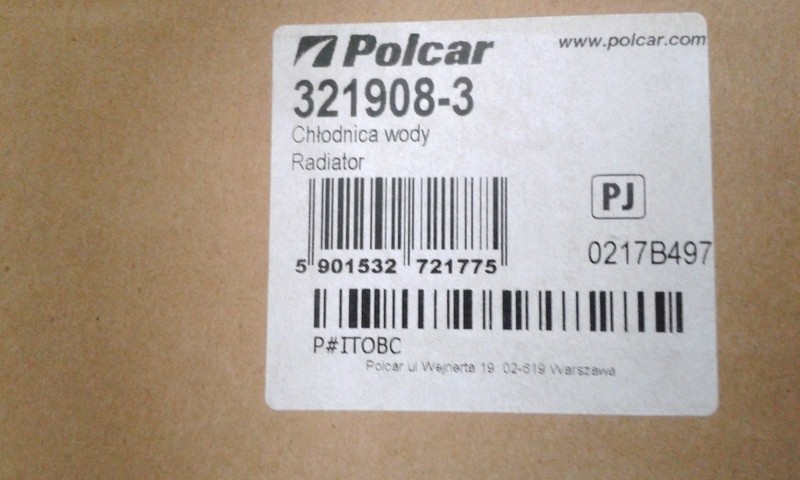 Polcar
www.polcar.com
321908-3
Chłodnica wody
Radiator
PJ
0217B497
5 901532 721775
P#ITOBC
Polcar ul Wejnerta 19 02-619 Warszawa